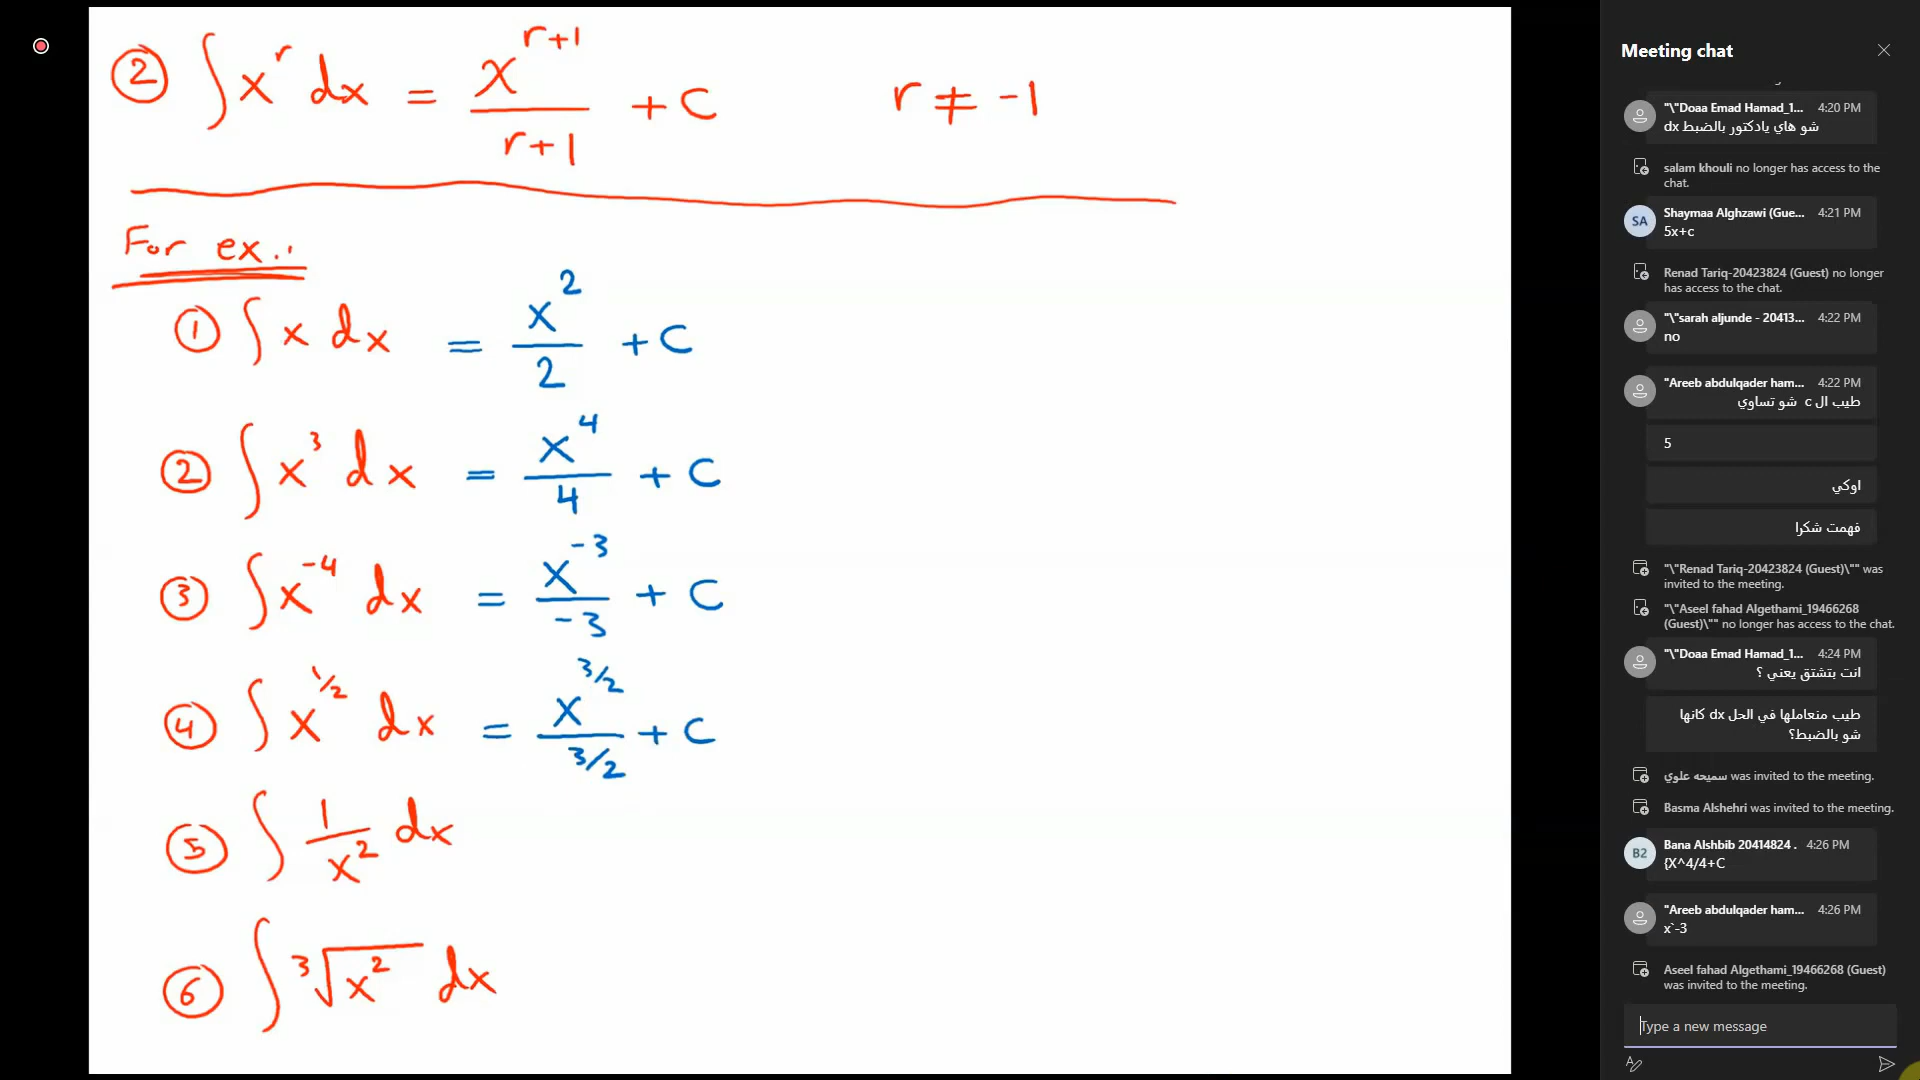 ② ∫ x^r dx = x^(r+1)/(r+1) + C    r ≠ -1
For ex.:
① ∫ x dx = x^2/2 + C
② ∫ x^3 dx = x^4/4 + C
③ ∫ x^-4 dx = x^-3/-3 + C
④ ∫ x^1/2 dx = x^3/2/(3/2) + C
⑤ ∫ 1/x^2 dx
⑥ ∫ ∛(x^2) dx
Meeting chat
"\"Doaa Emad Hamad_1... 4:20 PM
شو هاي يادكتور بالضبط dx
salam khouli no longer has access to the
chat.
SA
Shaymaa Alghzawi (Gue... 4:21 PM
5x+c
Renad Tariq-20423824 (Guest) no longer
has access to the chat.
"\"sarah aljunde - 20413... 4:22 PM
no
"Areeb abdulqader ham... 4:22 PM
طيب ال c شو تساوي
5
اوكي
فهمت شكرا
"\"Renad Tariq-20423824 (Guest)\"" was
invited to the meeting.
"\"Aseel fahad Algethami_19466268
(Guest)\"" no longer has access to the chat.
"\"Doaa Emad Hamad_1... 4:24 PM
انت بتشتق يعني ؟
طيب منعاملها في الحل dx كانها
شو بالضبط؟
سميحه علوي was invited to the meeting.
Basma Alshehri was invited to the meeting.
B2
Bana Alshbib 20414824 . 4:26 PM
{X^4/4+C
"Areeb abdulqader ham... 4:26 PM
x`-3
Aseel fahad Algethami_19466268 (Guest)
was invited to the meeting.
Type a new message